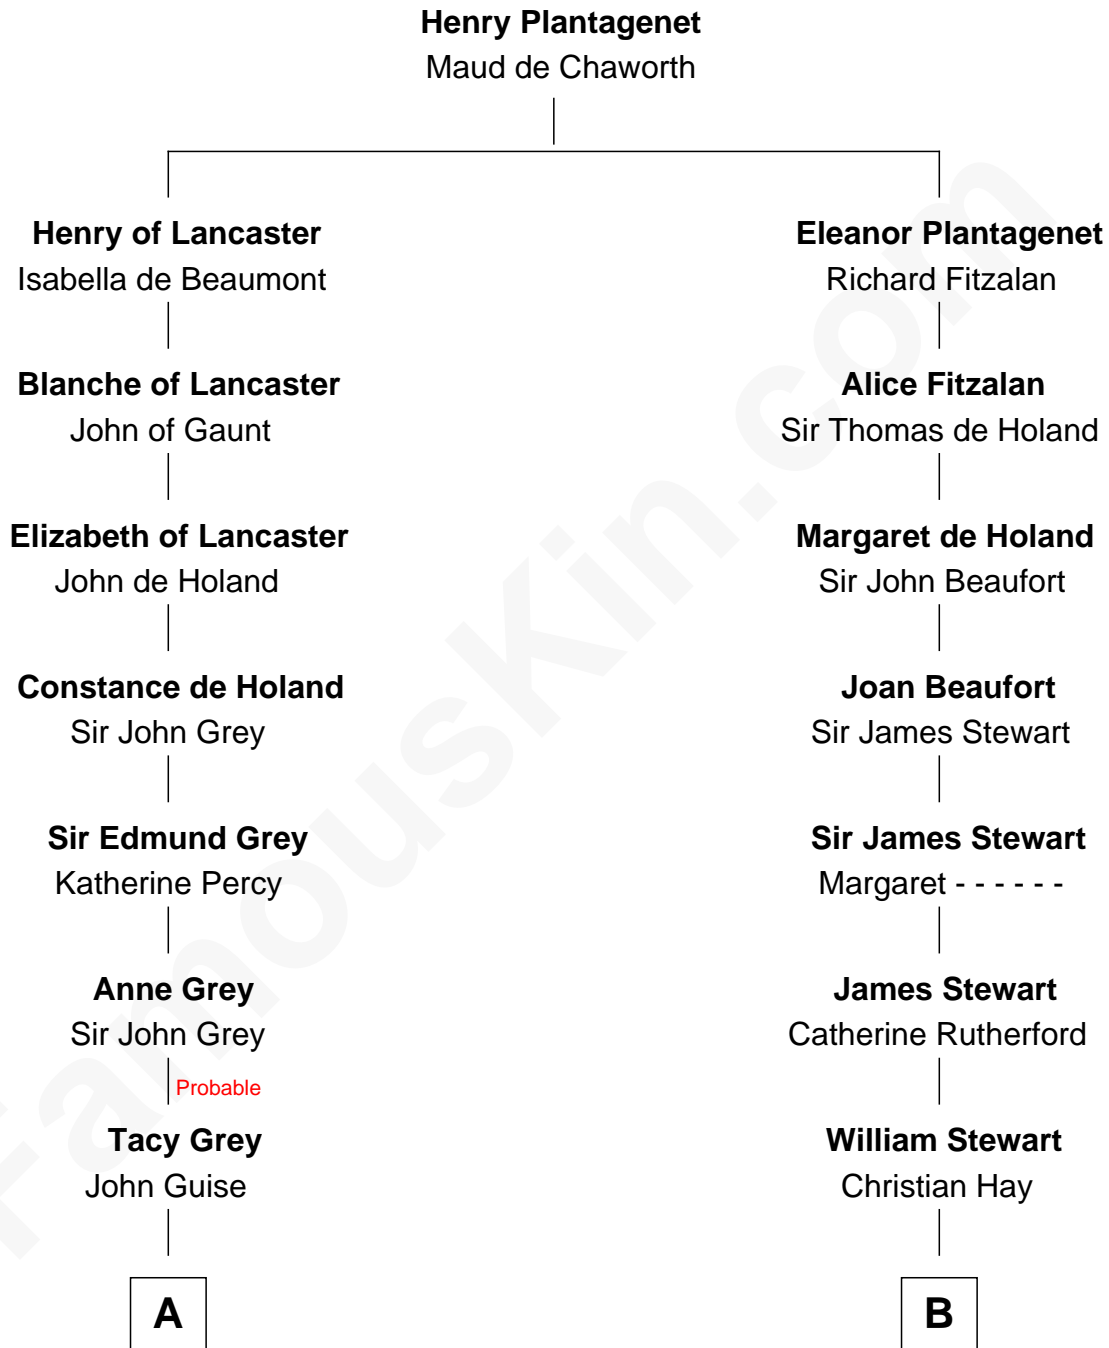 Henry Plantagenet
Maud de Chaworth
Henry of Lancaster
Isabella de Beaumont
Eleanor Plantagenet
Richard Fitzalan
Blanche of Lancaster
John of Gaunt
Alice Fitzalan
Sir Thomas de Holand
Elizabeth of Lancaster
John de Holand
Margaret de Holand
Sir John Beaufort
Constance de Holand
Sir John Grey
Joan Beaufort
Sir James Stewart
Sir Edmund Grey
Katherine Percy
Sir James Stewart
Margaret - - - - - -
Anne Grey
Sir John Grey
James Stewart
Catherine Rutherford
Probable
Tacy Grey
John Guise
William Stewart
Christian Hay
A
B
FamousKin.com